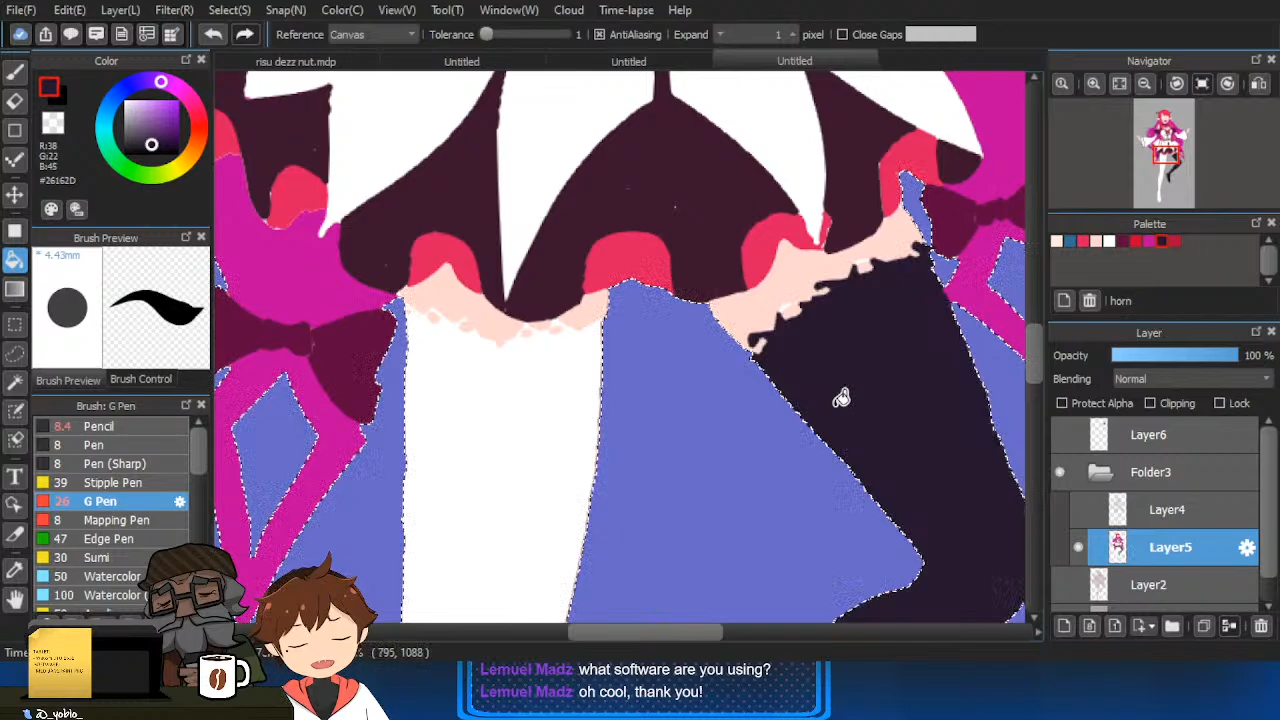 File(F) Edit(E) Layer(L) Filter(R) Select(S) Snap(N) Color(C) View(V) Tool(T) Window(W) Cloud Time-lapse Help
Reference Canvas Tolerance 1 AntiAliasing Expand 1 pixel Close Gaps
Color
risu dezz nut.mdp Untitled Untitled Untitled
Navigator
R:38
G:22
B:45
#26162D
Brush Preview
* 4.43mm
Brush Preview Brush Control
Brush: G Pen
8.4 Pencil
8 Pen
8 Pen (Sharp)
39 Stipple Pen
26 G Pen
8 Mapping Pen
47 Edge Pen
30 Sumi
50 Watercolor
100 Watercolor
Palette
horn
Layer
Opacity 100 %
Blending Normal
Protect Alpha Clipping Lock
Layer6
Folder3
Layer4
Layer5
Layer2
( 795, 1088 )
Lemuel Madz what software are you using?
Lemuel Madz oh cool, thank you!
@_yoblo_